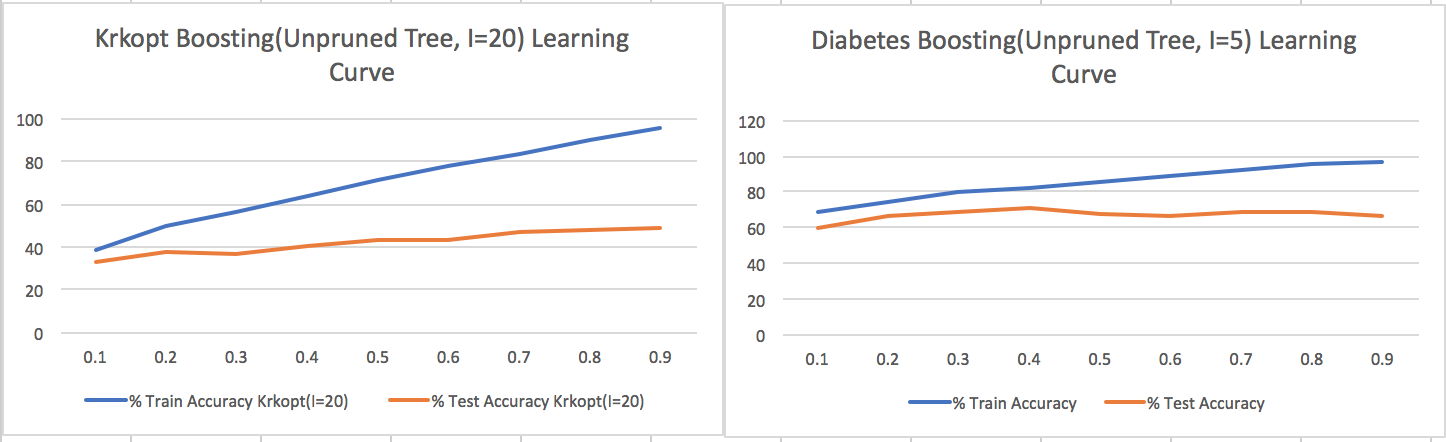 Krkopt Boosting(Unpruned Tree, I=20) Learning
Curve
100
80
60
40
20
0
0.1 0.2 0.3 0.4 0.5 0.6 0.7 0.8 0.9
% Train Accuracy Krkopt(I=20) % Test Accuracy Krkopt(I=20)
Diabetes Boosting(Unpruned Tree, I=5) Learning
Curve
120
100
80
60
40
20
0
0.1 0.2 0.3 0.4 0.5 0.6 0.7 0.8 0.9
% Train Accuracy % Test Accuracy